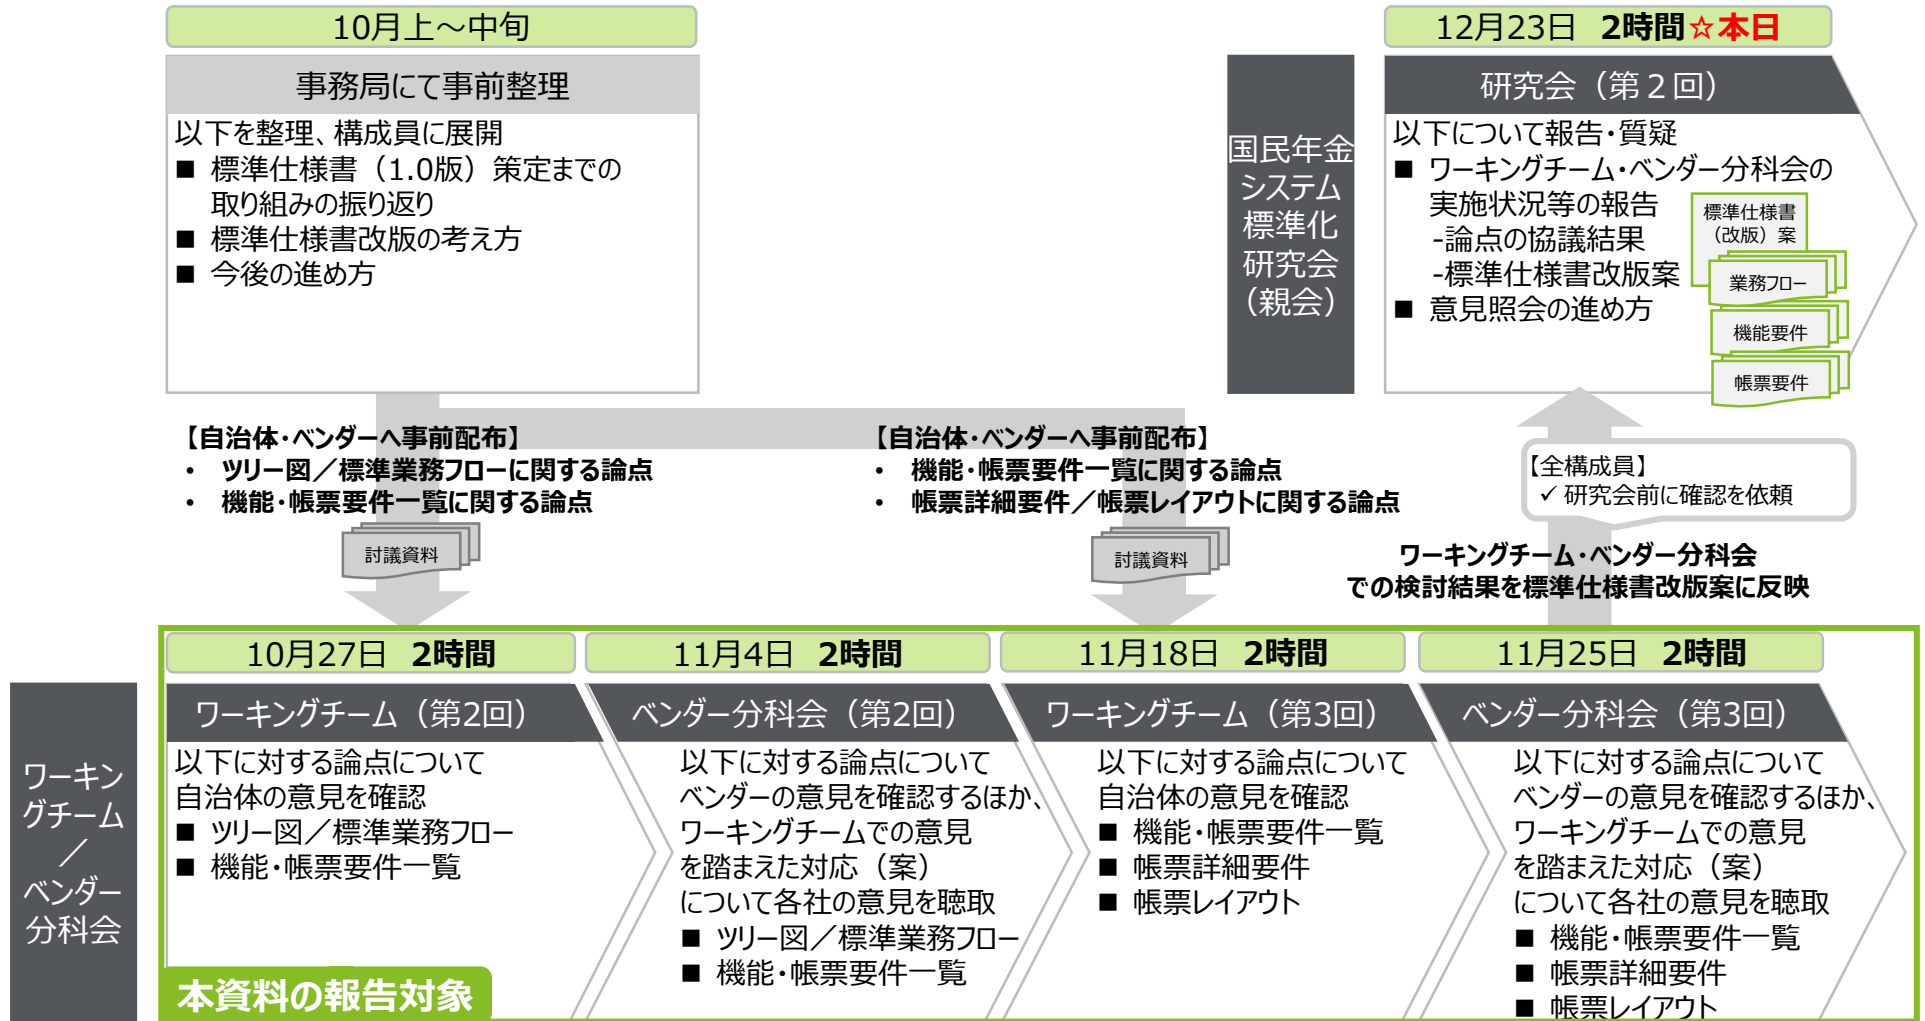 10月上～中旬
事務局にて事前整理
以下を整理、構成員に展開
■ 標準仕様書（1.0版）策定までの
取り組みの振り返り
■ 標準仕様書改版の考え方
■ 今後の進め方
国民年金
システム
標準化
研究会
（親会）
12月23日 2時間☆本日
研究会（第２回）
以下について報告・質疑
■ ワーキングチーム・ベンダー分科会の
実施状況等の報告
-論点の協議結果
-標準仕様書改版案
■ 意見照会の進め方
標準仕様書
（改版）案
業務フロー
機能要件
帳票要件
【自治体・ベンダーへ事前配布】
・ ツリー図／標準業務フローに関する論点
・ 機能・帳票要件一覧に関する論点
討議資料
【自治体・ベンダーへ事前配布】
・ 機能・帳票要件一覧に関する論点
・ 帳票詳細要件／帳票レイアウトに関する論点
討議資料
【全構成員】
✓ 研究会前に確認を依頼
ワーキングチーム・ベンダー分科会
での検討結果を標準仕様書改版案に反映
ワーキン
グチーム
／
ベンダー
分科会
10月27日 2時間
ワーキングチーム（第2回）
以下に対する論点について
自治体の意見を確認
■ ツリー図／標準業務フロー
■ 機能・帳票要件一覧
本資料の報告対象
11月4日 2時間
ベンダー分科会（第2回）
以下に対する論点について
ベンダーの意見を確認するほか、
ワーキングチームでの意見
を踏まえた対応（案）
について各社の意見を聴取
■ ツリー図／標準業務フロー
■ 機能・帳票要件一覧
11月18日 2時間
ワーキングチーム（第3回）
以下に対する論点について
自治体の意見を確認
■ 機能・帳票要件一覧
■ 帳票詳細要件
■ 帳票レイアウト
11月25日 2時間
ベンダー分科会（第3回）
以下に対する論点について
ベンダーの意見を確認するほか、
ワーキングチームでの意見
を踏まえた対応（案）
について各社の意見を聴取
■ 機能・帳票要件一覧
■ 帳票詳細要件
■ 帳票レイアウト